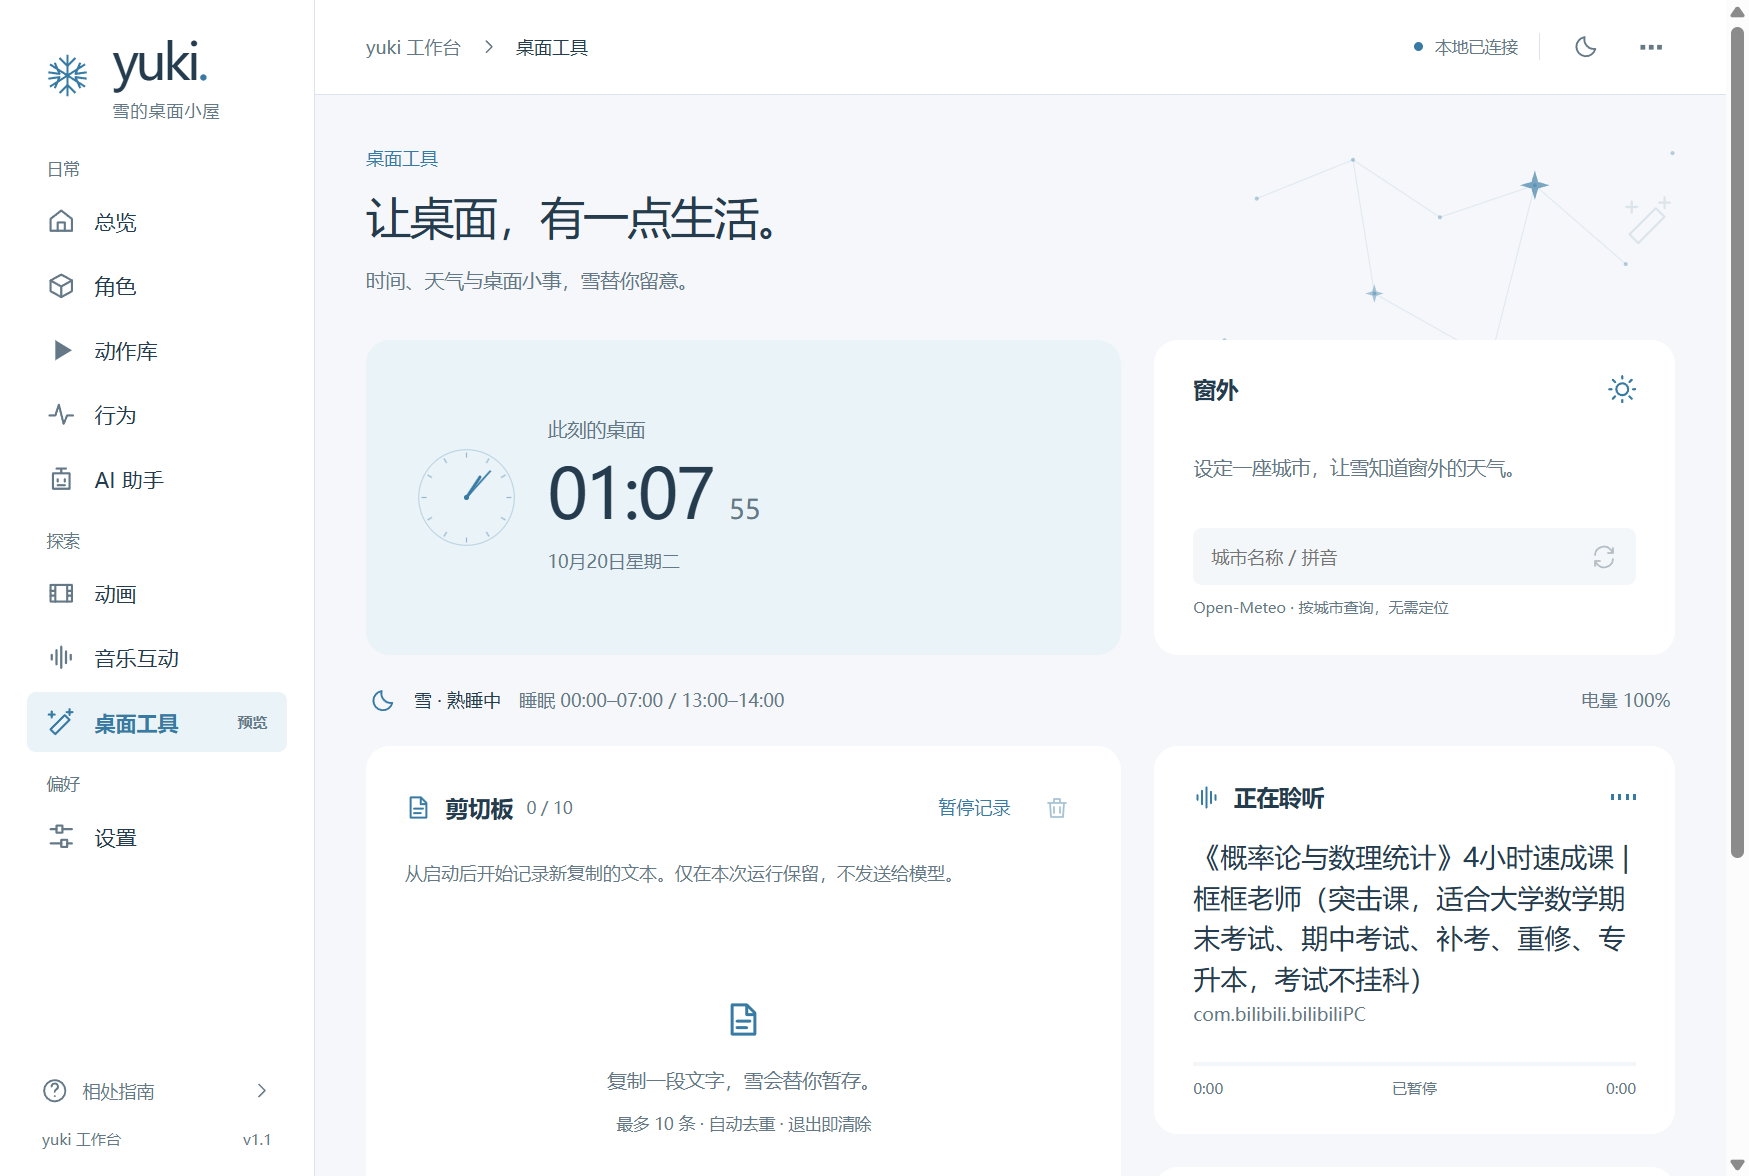 yuki.
雪的桌面小屋
日常
总览
角色
动作库
行为
AI 助手
探索
动画
音乐互动
桌面工具 预览
偏好
设置
相处指南
yuki 工作台 v1.1
yuki 工作台 桌面工具
本地已连接
桌面工具
让桌面，有一点生活。
时间、天气与桌面小事，雪替你留意。
此刻的桌面
01:07 55
10月20日星期二
窗外
设定一座城市，让雪知道窗外的天气。
城市名称 / 拼音
Open-Meteo · 按城市查询，无需定位
雪 · 熟睡中 睡眠 00:00–07:00 / 13:00–14:00
电量 100%
剪切板 0 / 10 暂停记录
从启动后开始记录新复制的文本。仅在本次运行保留，不发送给模型。
复制一段文字，雪会替你暂存。
最多 10 条 · 自动去重 · 退出即清除
正在聆听
《概率论与数理统计》4小时速成课 |
框框老师（突击课，适合大学数学期
末考试、期中考试、补考、重修、专
升本，考试不挂科）
com.bilibili.bilibiliPC
0:00 已暂停 0:00